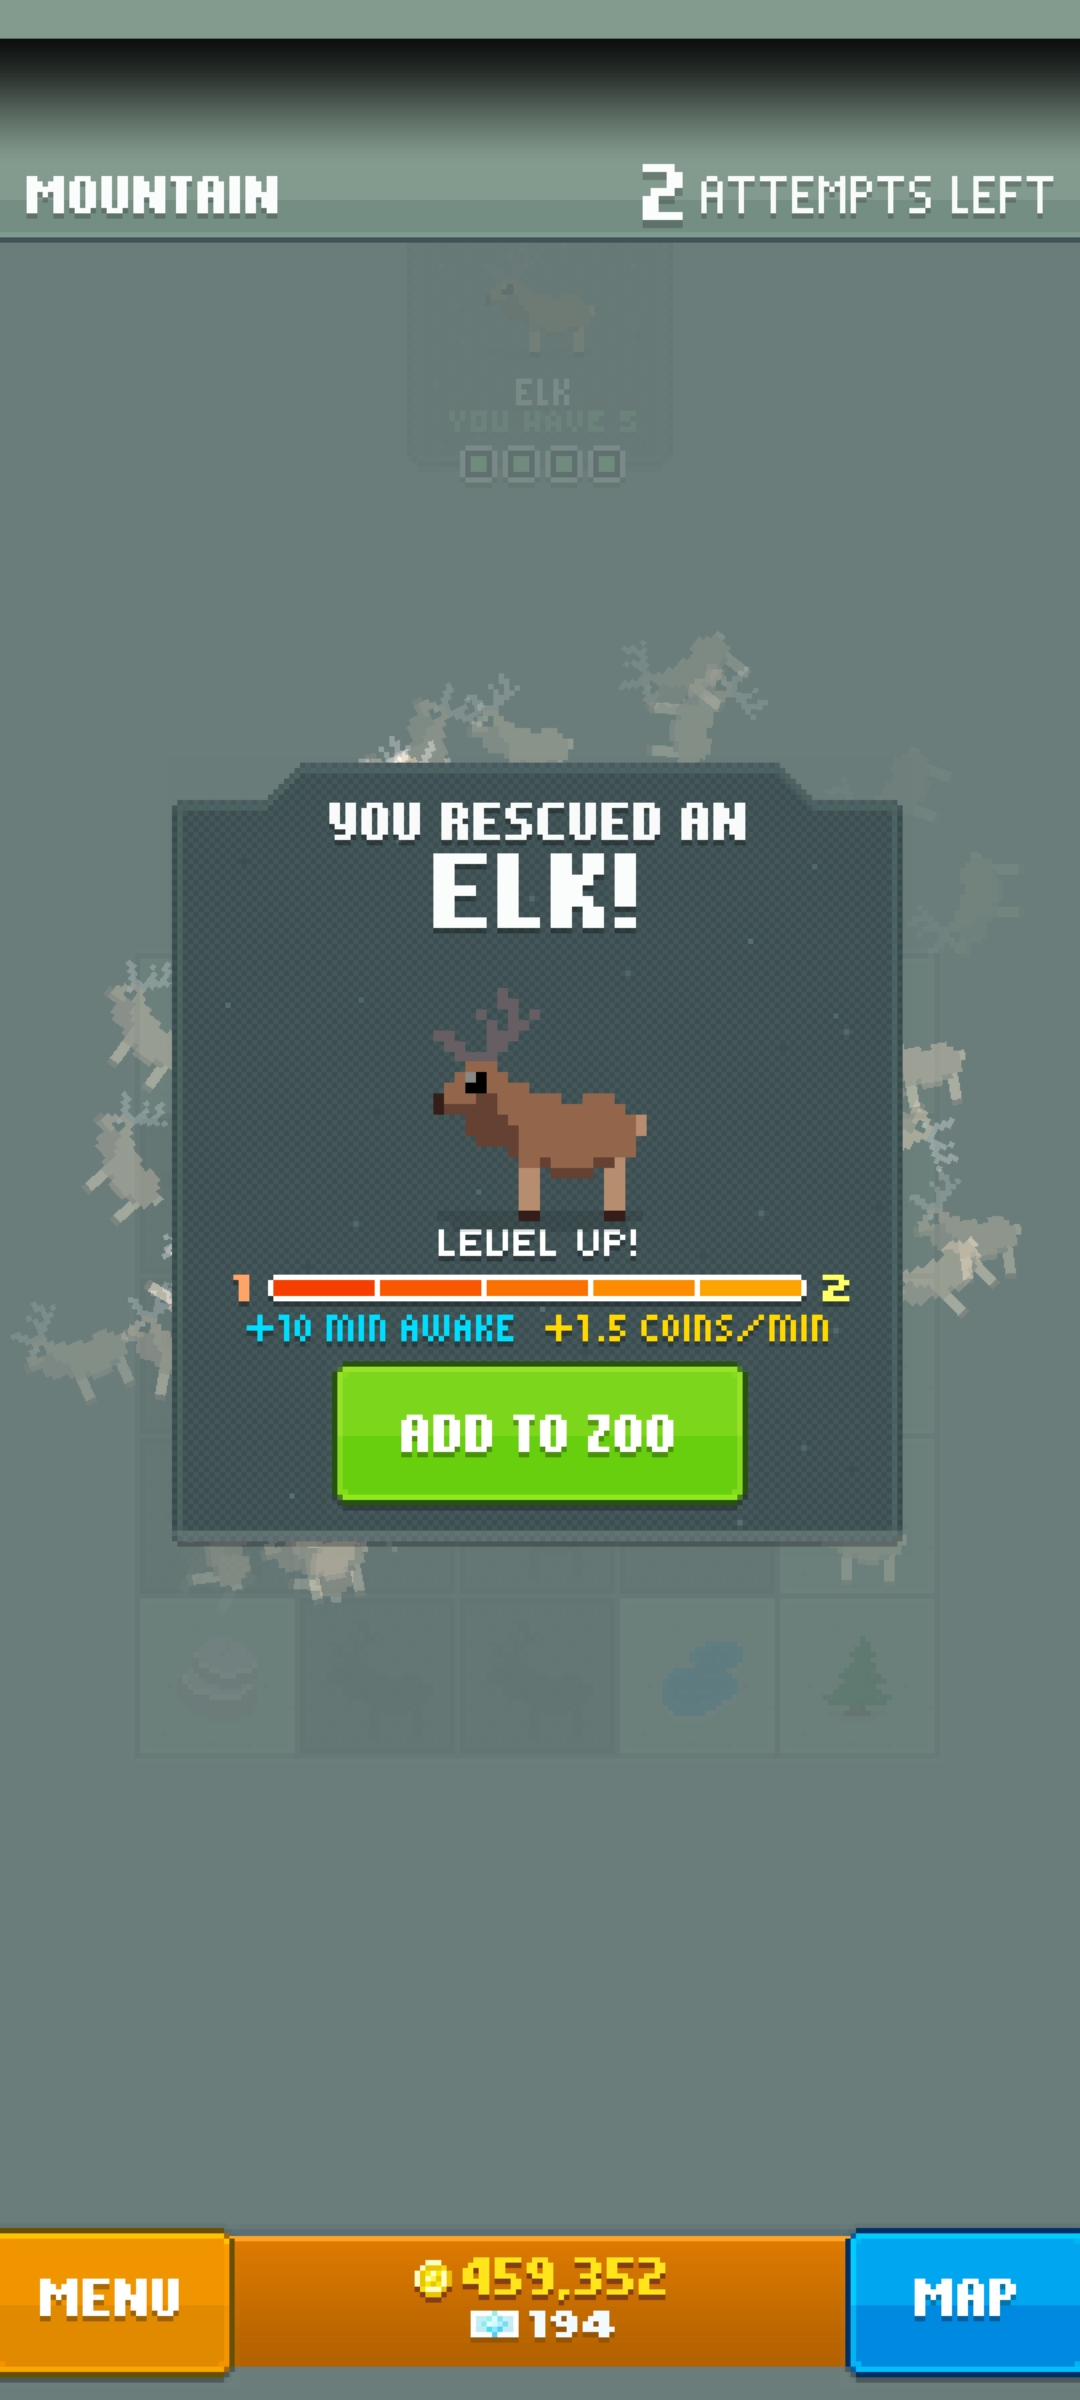 MOUNTAIN
2 ATTEMPTS LEFT
ELK
YOU HAVE 5
YOU RESCUED AN
ELK!
LEVEL UP!
1 2
+10 MIN AWAKE +1.5 COINS/MIN
ADD TO ZOO
MENU
459,352
194
MAP